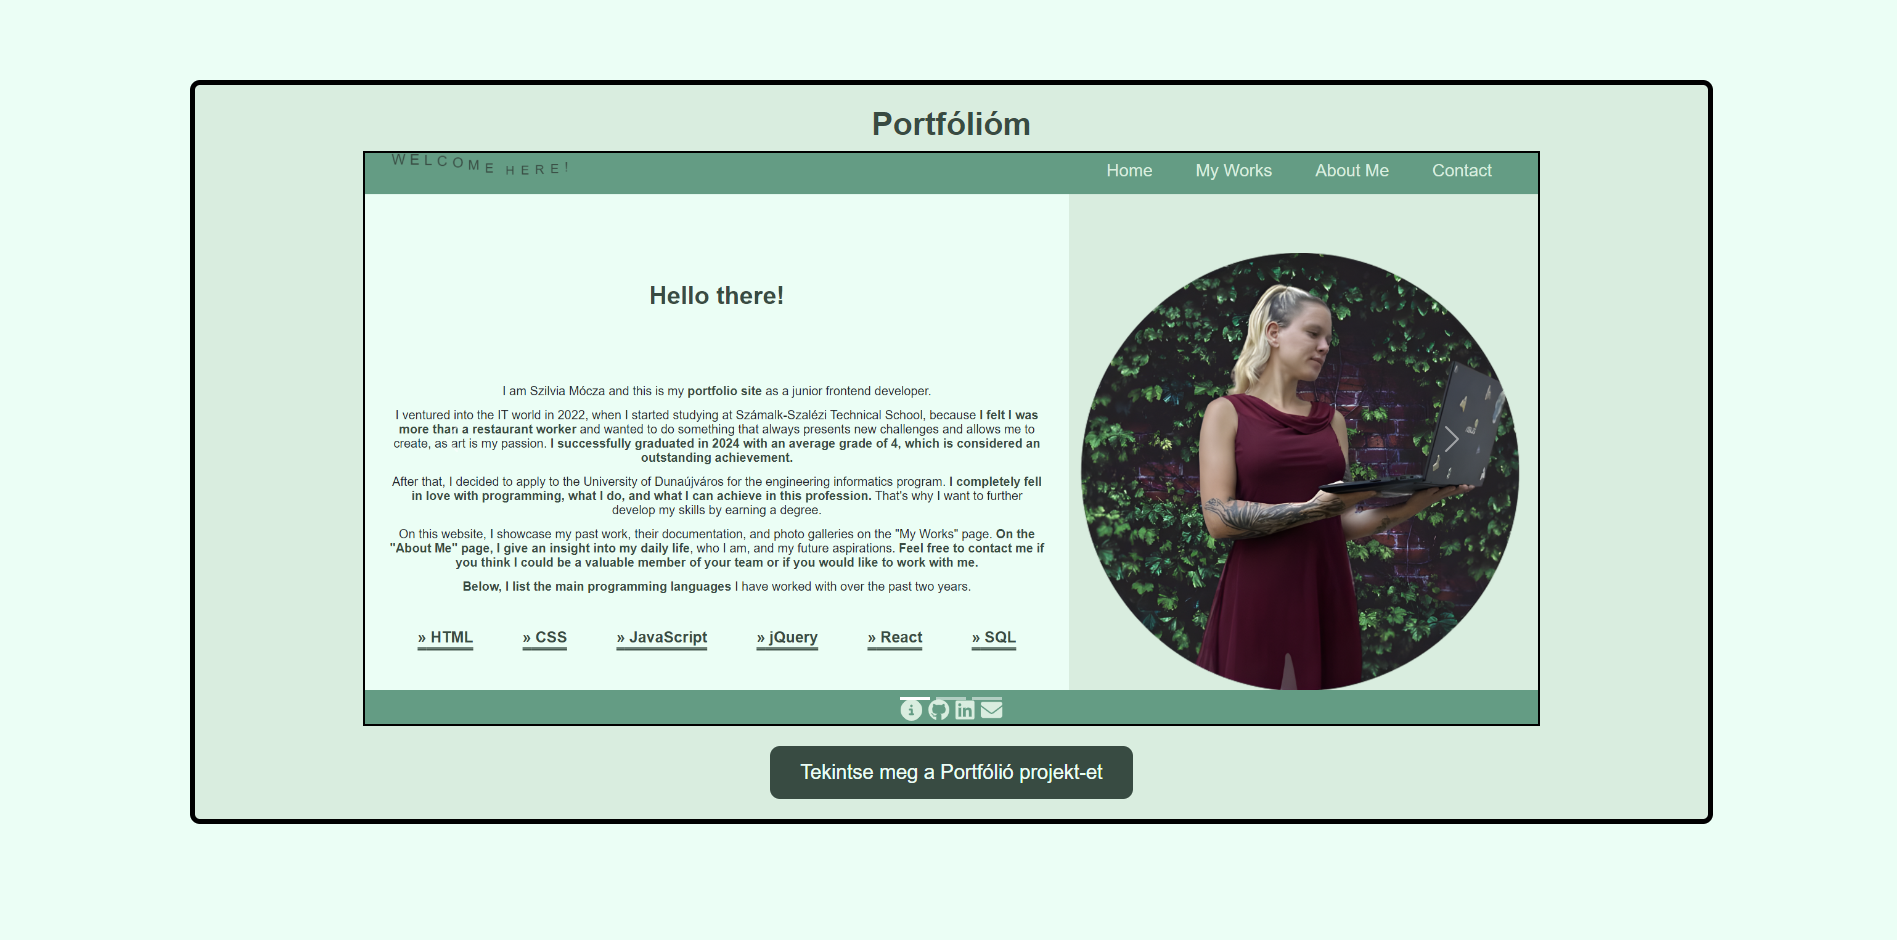 Portfólióm
WELCOME HERE!
Home My Works About Me Contact
Hello there!
I am Szilvia Mócza and this is my portfolio site as a junior frontend developer.
I ventured into the IT world in 2022, when I started studying at Számalk-Szalézi Technical School, because I felt I was
more than a restaurant worker and wanted to do something that always presents new challenges and allows me to
create, as art is my passion. I successfully graduated in 2024 with an average grade of 4, which is considered an
outstanding achievement.
After that, I decided to apply to the University of Dunaújváros for the engineering informatics program. I completely fell
in love with programming, what I do, and what I can achieve in this profession. That's why I want to further
develop my skills by earning a degree.
On this website, I showcase my past work, their documentation, and photo galleries on the "My Works" page. On the
"About Me" page, I give an insight into my daily life, who I am, and my future aspirations. Feel free to contact me if
you think I could be a valuable member of your team or if you would like to work with me.
Below, I list the main programming languages I have worked with over the past two years.
» HTML » CSS » JavaScript » jQuery » React » SQL
Tekintse meg a Portfólió projekt-et